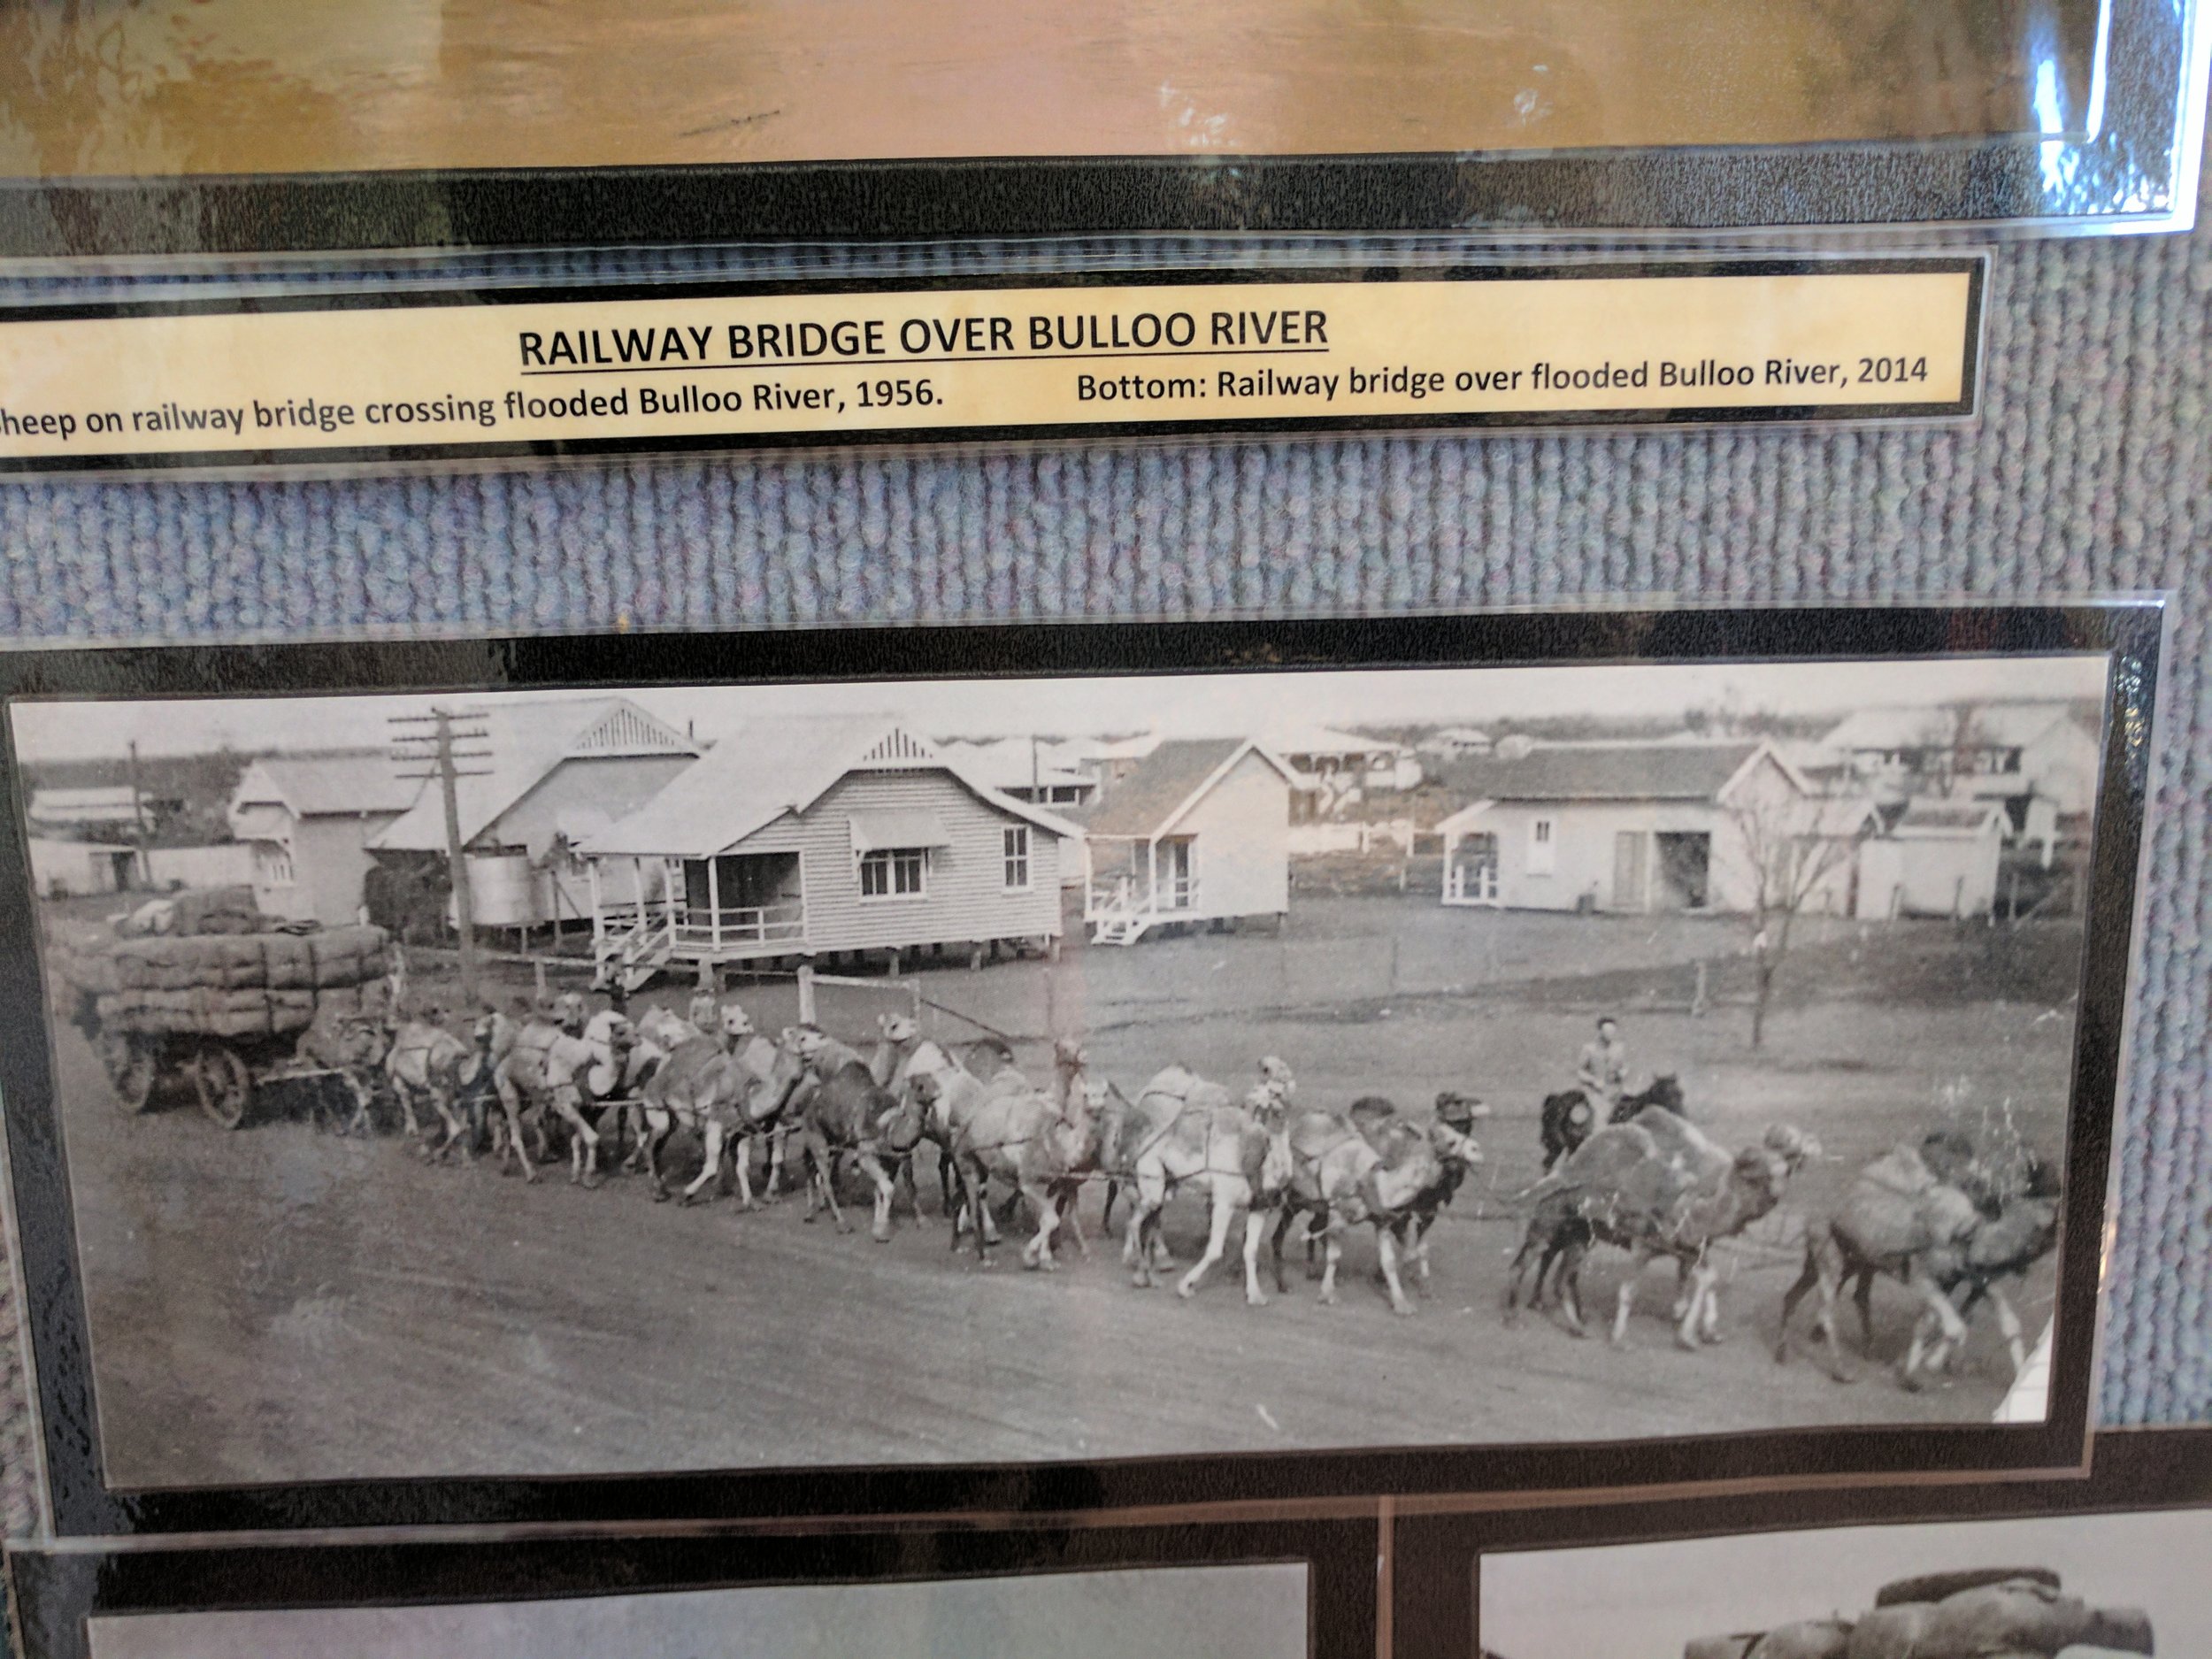 RAILWAY BRIDGE OVER BULLOO RIVER
heep on railway bridge crossing flooded Bulloo River, 1956. Bottom: Railway bridge over flooded Bulloo River, 2014